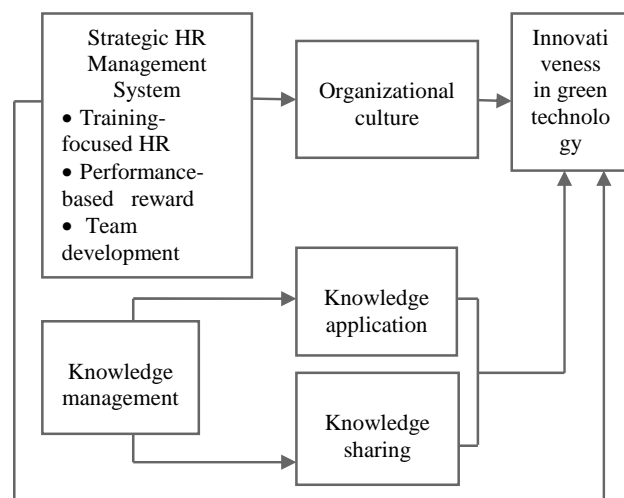 Strategic HR
Management
System
• Training-
focused HR
• Performance-
based reward
• Team
development
Organizational
culture
Innovati
veness
in green
technolo
gy
Knowledge
application
Knowledge
management
Knowledge
sharing